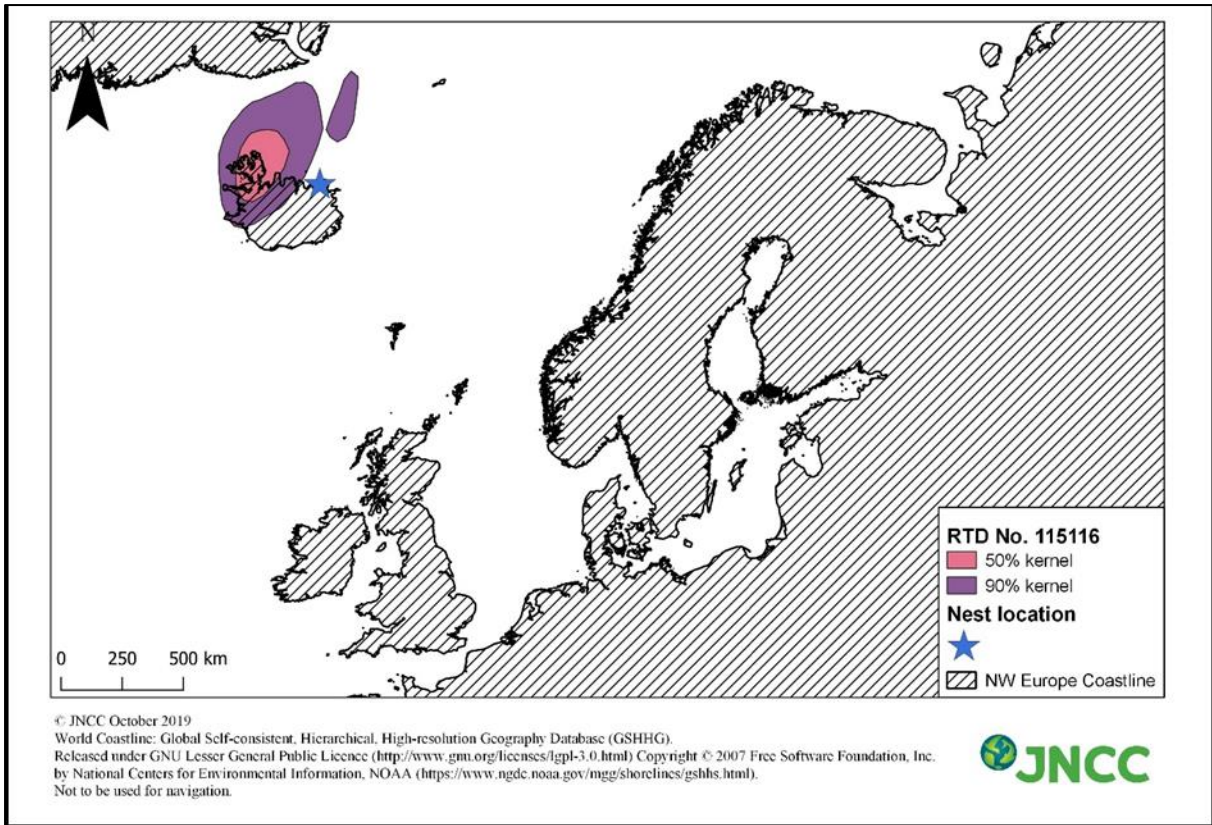 N
RTD No. 115116
50% kernel
90% kernel
Nest location
NW Europe Coastline
0 250 500 km
© JNCC October 2019
World Coastline: Global Self-consistent, Hierarchical, High-resolution Geography Database (GSHHG).
Released under GNU Lesser General Public Licence (http://www.gnu.org/licenses/lgpl-3.0.html) Copyright © 2007 Free Software Foundation, Inc.
by National Centers for Environmental Information, NOAA (https://www.ngdc.noaa.gov/mgg/shorelines/gshhs.html).
Not to be used for navigation.
JNCC